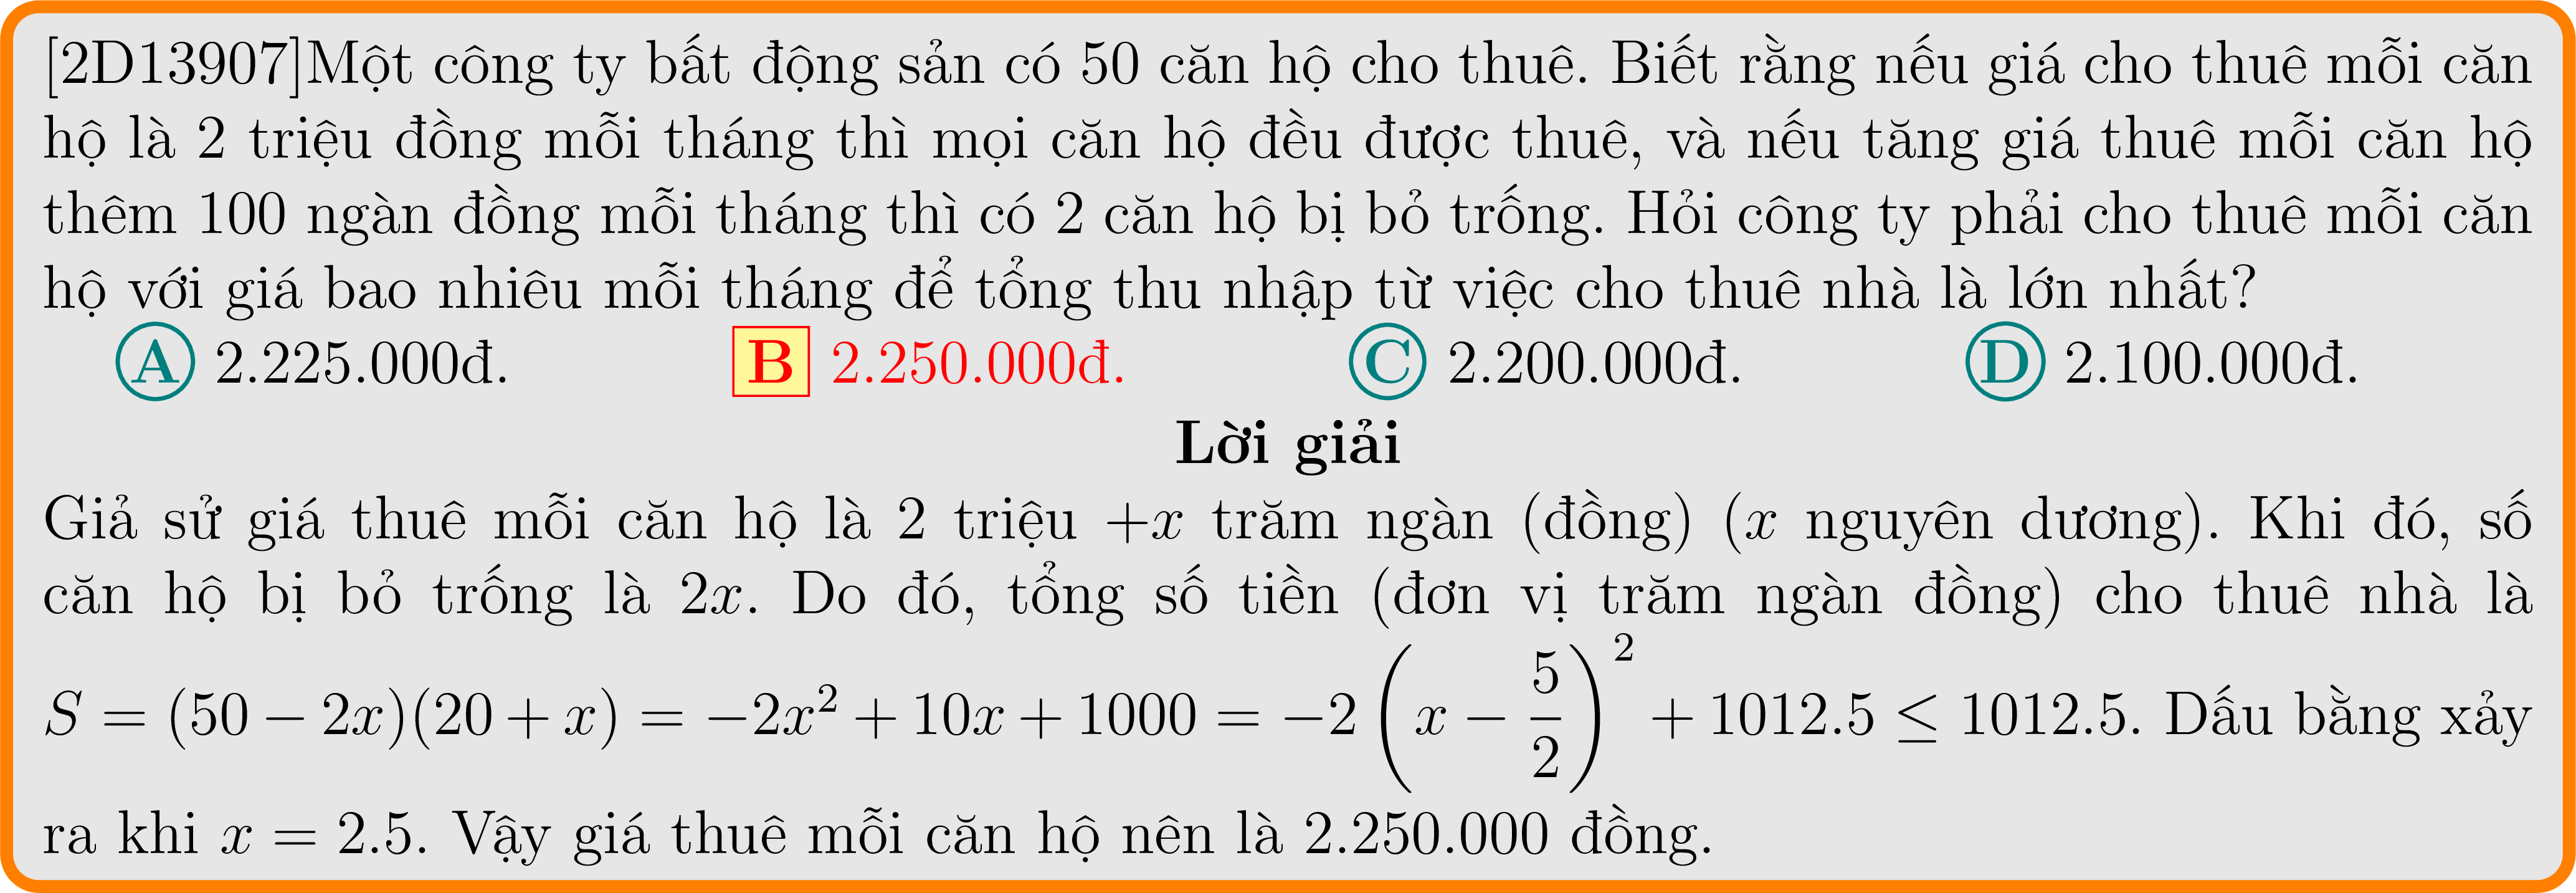 [2D13907]Một công ty bất động sản có 50 căn hộ cho thuê. Biết rằng nếu giá cho thuê mỗi căn
hộ là 2 triệu đồng mỗi tháng thì mọi căn hộ đều được thuê, và nếu tăng giá thuê mỗi căn hộ
thêm 100 ngàn đồng mỗi tháng thì có 2 căn hộ bị bỏ trống. Hỏi công ty phải cho thuê mỗi căn
hộ với giá bao nhiêu mỗi tháng để tổng thu nhập từ việc cho thuê nhà là lớn nhất?
A 2.225.000đ. B 2.250.000đ. C 2.200.000đ. D 2.100.000đ.
Lời giải
Giả sử giá thuê mỗi căn hộ là 2 triệu +x trăm ngàn (đồng) (x nguyên dương). Khi đó, số
căn hộ bị bỏ trống là 2x. Do đó, tổng số tiền (đơn vị trăm ngàn đồng) cho thuê nhà là
S = (50 − 2x)(20 + x) = −2x² + 10x + 1000 = −2 (x − 5/2)² + 1012.5 ≤ 1012.5. Dấu bằng xảy
ra khi x = 2.5. Vậy giá thuê mỗi căn hộ nên là 2.250.000 đồng.